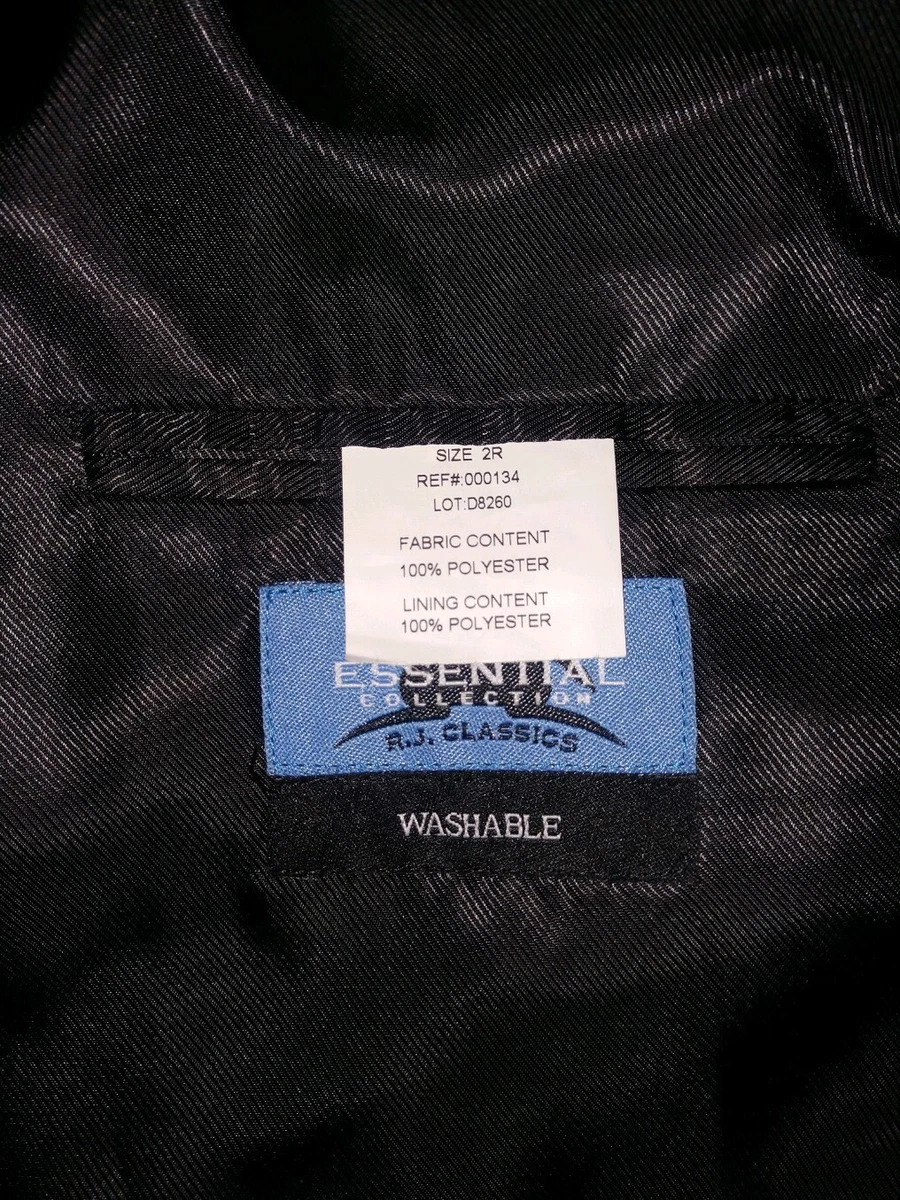 SIZE 2R
REF#:000134
LOT:D8260
FABRIC CONTENT
100% POLYESTER
LINING CONTENT
100% POLYESTER
ESSENTIAL
COLLECTION
R.J. CLASSICS
WASHABLE